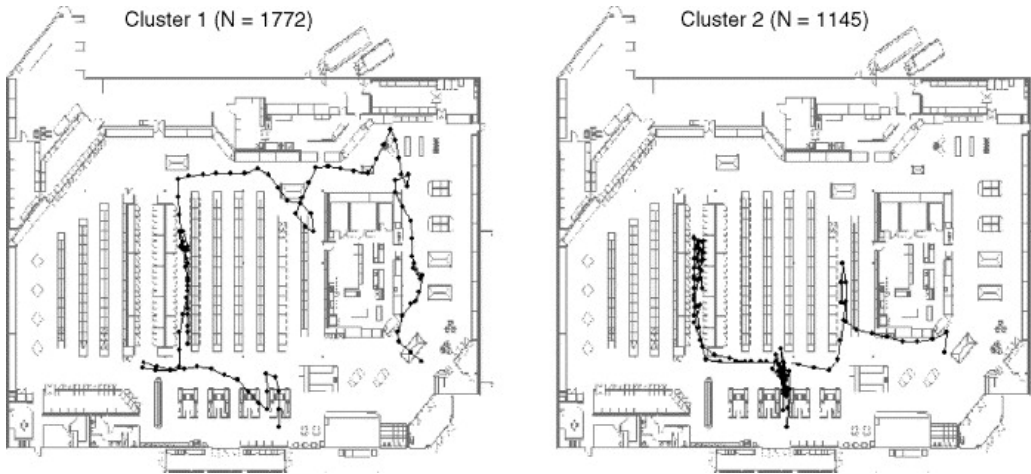 Cluster 1 (N = 1772)
Cluster 2 (N = 1145)